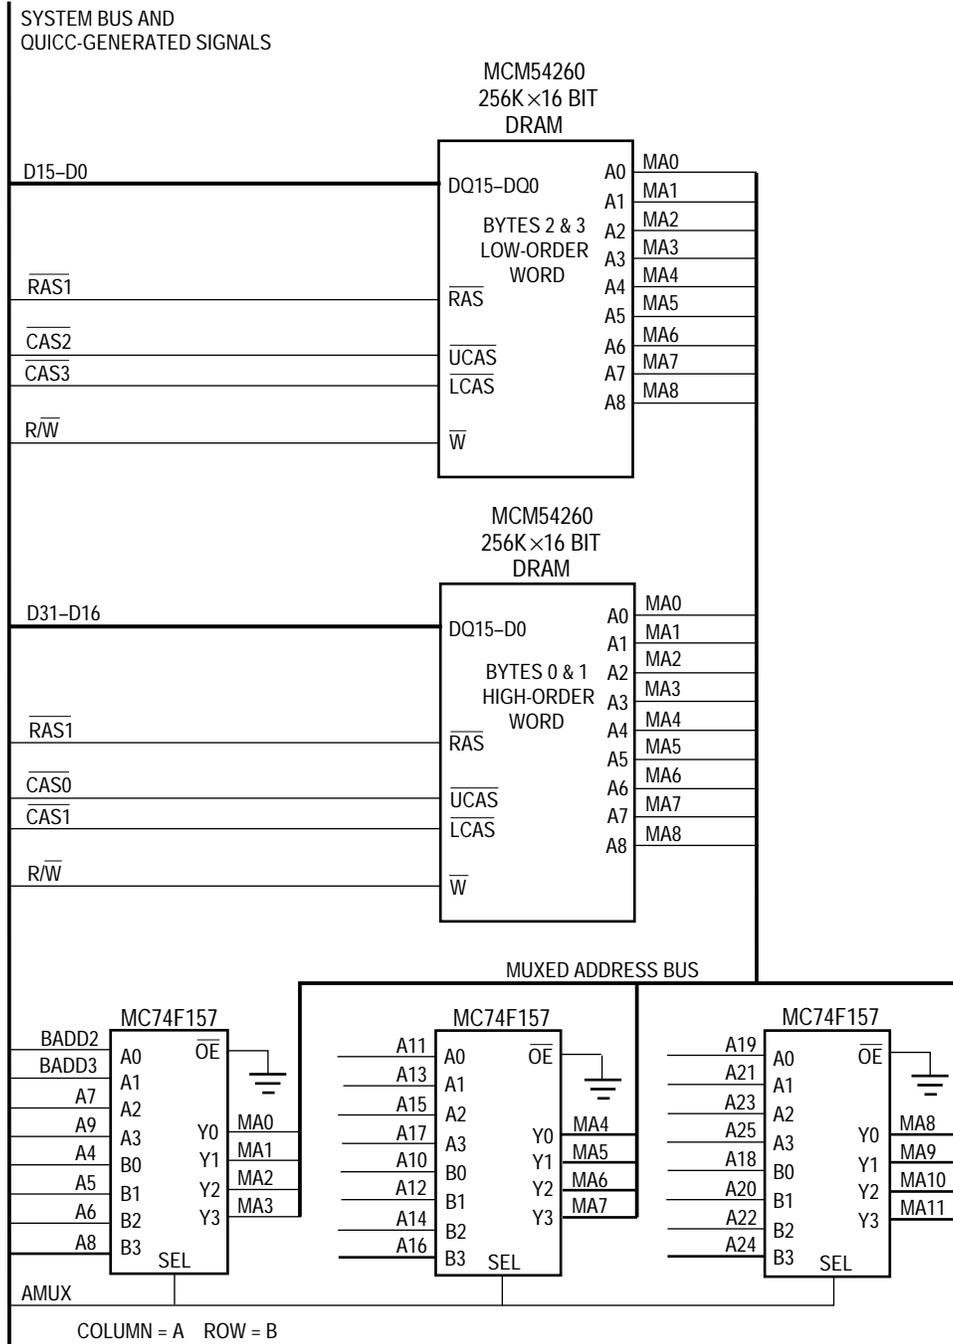 SYSTEM BUS AND
QUICC-GENERATED SIGNALS
MCM54260
256K × 16 BIT
DRAM
D15–D0
DQ15–DQ0
BYTES 2 & 3
LOW-ORDER
WORD
RAS1
RAS
CAS2
UCAS
CAS3
LCAS
R/W
W
A0 MA0
A1 MA1
A2 MA2
A3 MA3
A4 MA4
A5 MA5
A6 MA6
A7 MA7
A8 MA8
MCM54260
256K × 16 BIT
DRAM
D31–D16
DQ15–D0
BYTES 0 & 1
HIGH-ORDER
WORD
RAS1
RAS
CAS0
UCAS
CAS1
LCAS
R/W
W
A0 MA0
A1 MA1
A2 MA2
A3 MA3
A4 MA4
A5 MA5
A6 MA6
A7 MA7
A8 MA8
MUXED ADDRESS BUS
MC74F157
BADD2 A0
BADD3 A1
A7 A2
A9 A3
A4 B0
A5 B1
A6 B2
A8 B3
OE
Y0 MA0
Y1 MA1
Y2 MA2
Y3 MA3
SEL
MC74F157
A11 A0
A13 A1
A15 A2
A17 A3
A10 B0
A12 B1
A14 B2
A16 B3
OE
Y0 MA4
Y1 MA5
Y2 MA6
Y3 MA7
SEL
MC74F157
A19 A0
A21 A1
A23 A2
A25 A3
A18 B0
A20 B1
A22 B2
A24 B3
OE
Y0 MA8
Y1 MA9
Y2 MA10
Y3 MA11
SEL
AMUX
COLUMN = A ROW = B